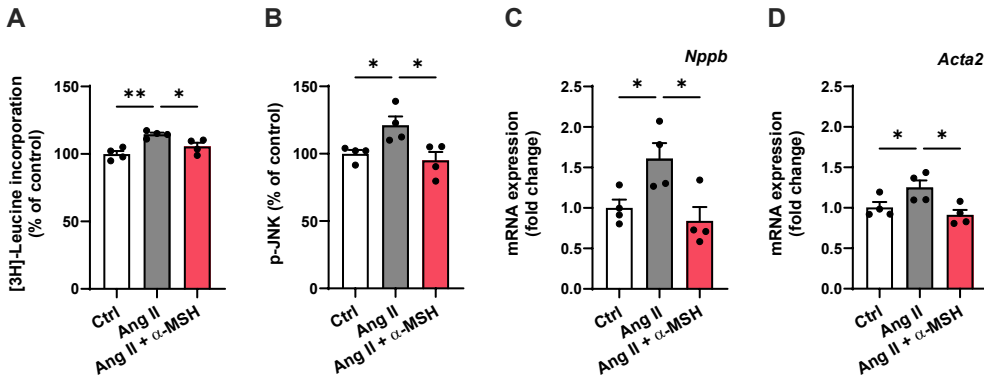 A
[3H]-Leucine incorporation
(% of control)
150
100
50
0
**
*
Ctrl
Ang II
Ang II + α-MSH
B
p-JNK (% of control)
150
100
50
0
*
*
Ctrl
Ang II
Ang II + α-MSH
C
Nppb
mRNA expression
(fold change)
2.5
2.0
1.5
1.0
0.5
0.0
*
*
Ctrl
Ang II
Ang II + α-MSH
D
Acta2
mRNA expression
(fold change)
2.5
2.0
1.5
1.0
0.5
0.0
*
*
Ctrl
Ang II
Ang II + α-MSH